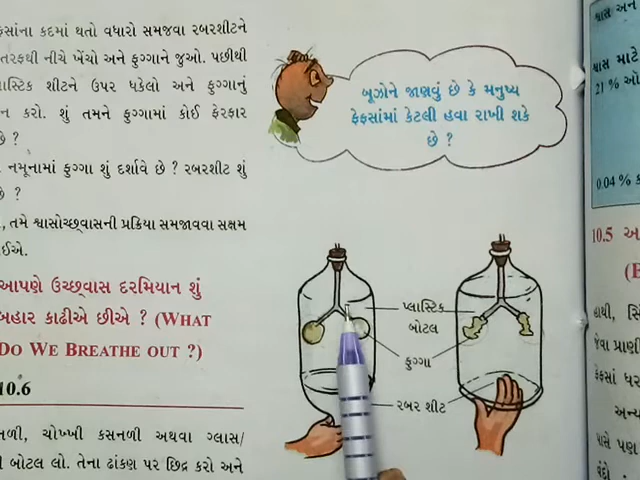 ફસાંના કદમાં થતો વધારો સમજવા રબરશીટને
તરફથી નીચે ખેંચો અને ફુગ્ગાને જુઓ. પછીથી
લાસ્ટિક શીટને ઉપર ધકેલો અને ફુગ્ગાનું
ન કરો. શું તમને ફુગ્ગામાં કોઈ ફેરફાર
છે ?
નમૂનામાં ફુગ્ગા શું દર્શાવે છે ? રબરશીટ શું
છે ?
, તમે શ્વાસોચ્છ્વાસની પ્રક્રિયા સમજાવવા સક્ષમ
ઈએ.
આપણે ઉચ્છ્વાસ દરમિયાન શું
બહાર કાઢીએ છીએ ? (WHAT
DO WE BREATHE OUT ?)
10.6
નળી, ચોખ્ખી કસનળી અથવા ગ્લાસ/
બોટલ લો. તેના ઢાંકણ પર છિદ્ર કરો અને
બૂઝોને જાણવું છે કે મનુષ્ય
ફેફસાંમાં કેટલી હવા રાખી શકે
છે ?
પ્લાસ્ટિક
બોટલ
ફુગ્ગા
રબર શીટ
શ્વાસ અને
શ્વાસ માટે
21 % ઓ
0.04 %
10.5 અ
(E
હાથી, સિં
જેવા પ્રાણી
ફેફસાં ધર
અન્ય
પાસે પણ
વંદો